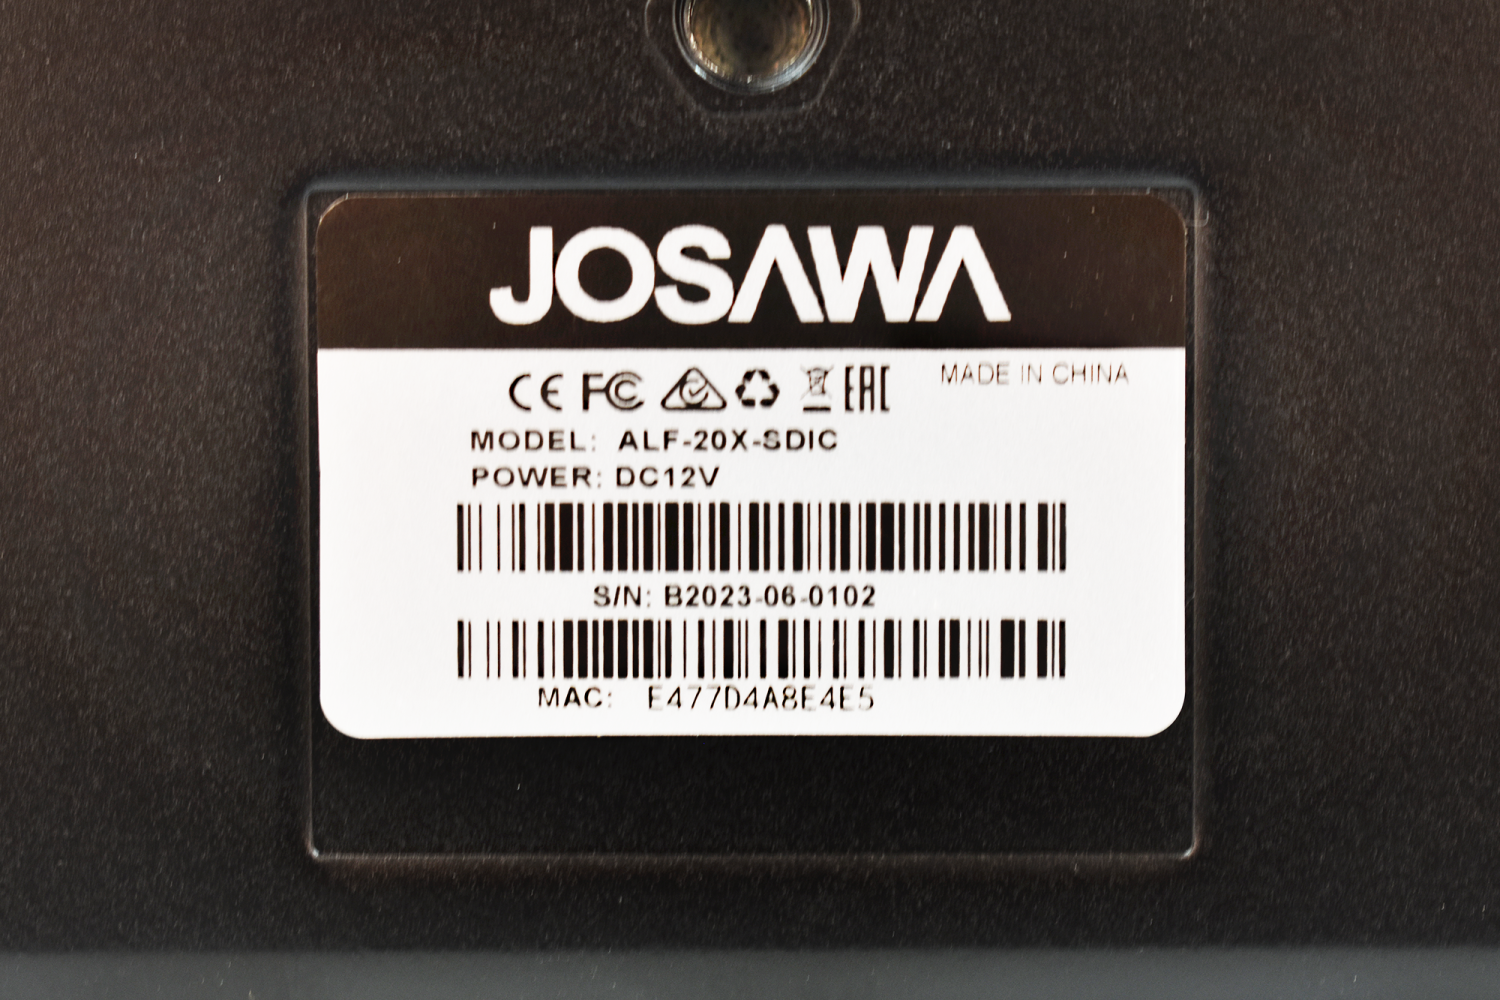 JOSAWA
CE FC EAC MADE IN CHINA
MODEL: ALF-20X-SDIC
POWER: DC12V
S/N: B2023-06-0102
MAC: E477D4A8E4E5